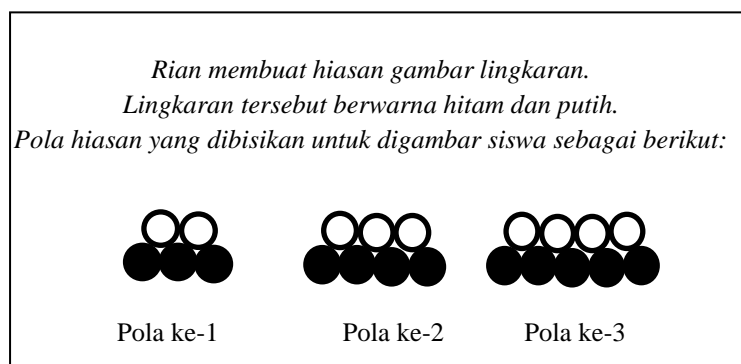 Rian membuat hiasan gambar lingkaran.
Lingkaran tersebut berwarna hitam dan putih.
Pola hiasan yang dibisikan untuk digambar siswa sebagai berikut:
Pola ke-1 Pola ke-2 Pola ke-3